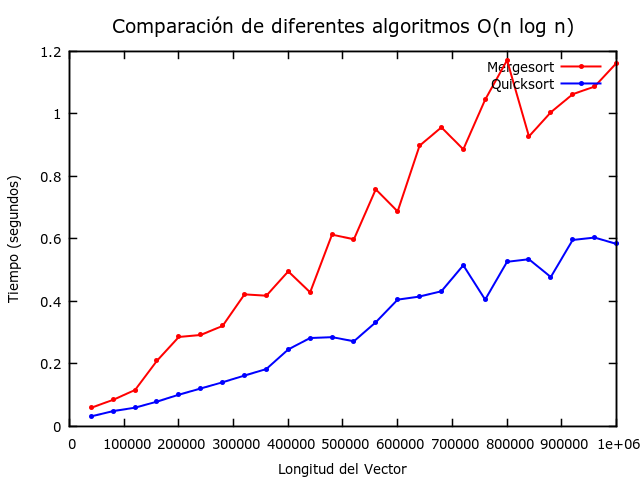 Comparación de diferentes algoritmos O(n log n)
Mergesort
Quicksort
Tiempo (segundos)
1.2
1
0.8
0.6
0.4
0.2
0
0 100000 200000 300000 400000 500000 600000 700000 800000 900000 1e+06
Longitud del Vector